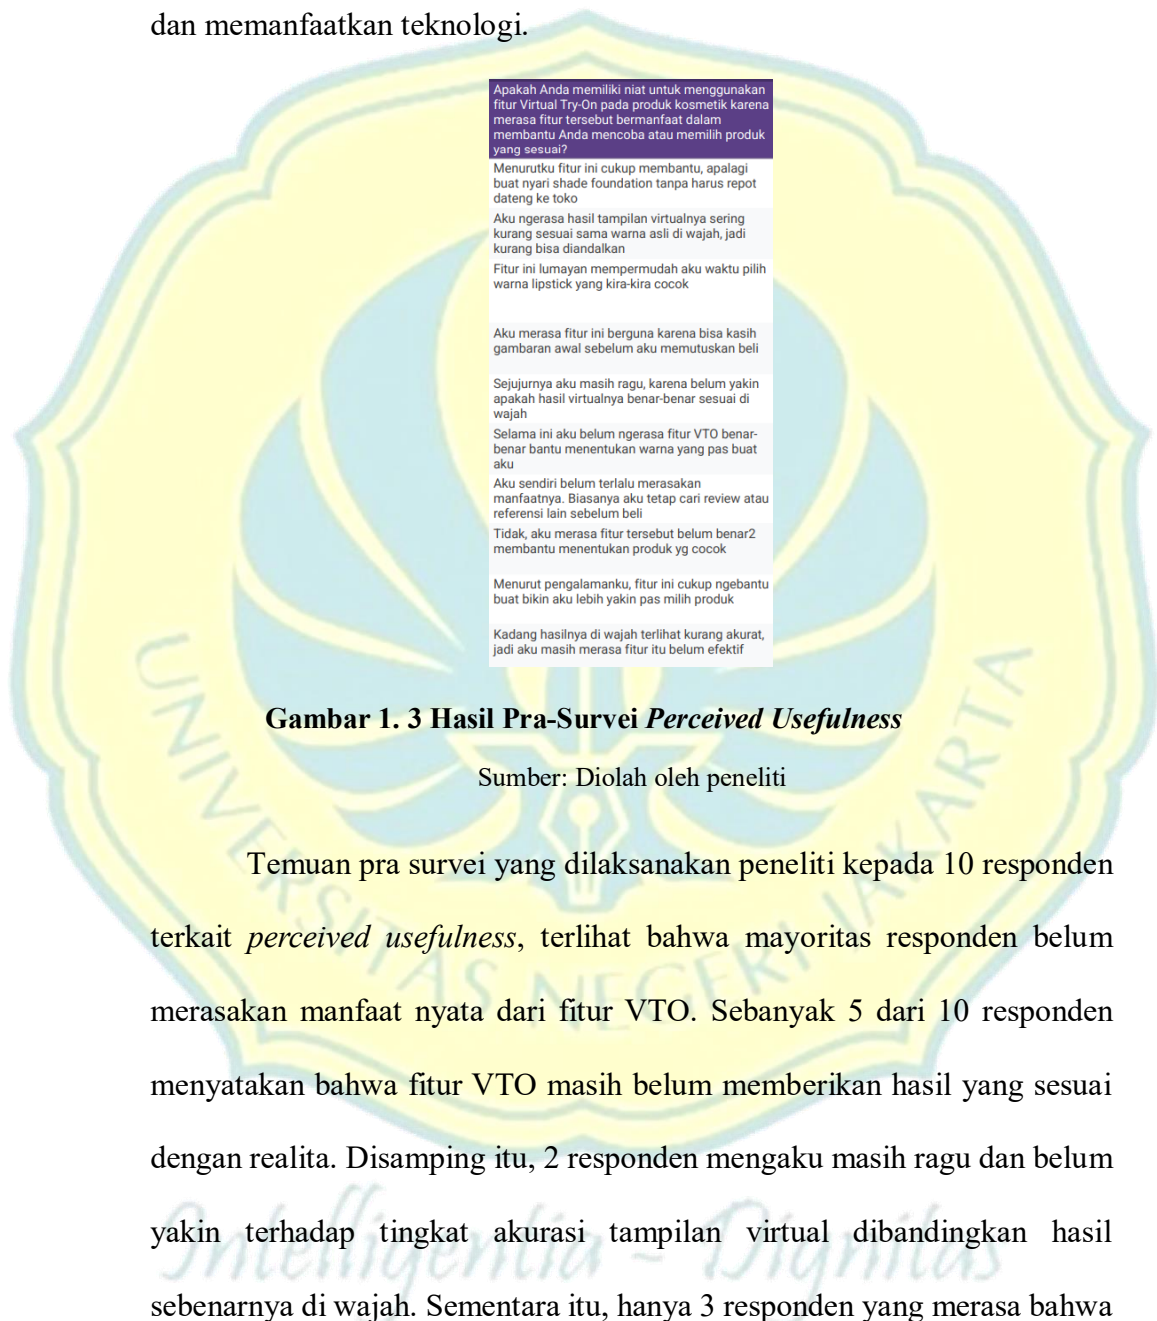 dan memanfaatkan teknologi.
Apakah Anda memiliki niat untuk menggunakan
fitur Virtual Try-On pada produk kosmetik karena
merasa fitur tersebut bermanfaat dalam
membantu Anda mencoba atau memilih produk
yang sesuai?
Menurutku fitur ini cukup membantu, apalagi
buat nyari shade foundation tanpa harus repot
dateng ke toko
Aku ngerasa hasil tampilan virtualnya sering
kurang sesuai sama warna asli di wajah, jadi
kurang bisa diandalkan
Fitur ini lumayan mempermudah aku waktu pilih
warna lipstick yang kira-kira cocok
Aku merasa fitur ini berguna karena bisa kasih
gambaran awal sebelum aku memutuskan beli
Sejujurnya aku masih ragu, karena belum yakin
apakah hasil virtualnya benar-benar sesuai di
wajah
Selama ini aku belum ngerasa fitur VTO benar-
benar bantu menentukan warna yang pas buat
aku
Aku sendiri belum terlalu merasakan
manfaatnya. Biasanya aku tetap cari review atau
referensi lain sebelum beli
Tidak, aku merasa fitur tersebut belum benar2
membantu menentukan produk yg cocok
Menurut pengalamanku, fitur ini cukup ngebantu
buat bikin aku lebih yakin pas milih produk
Kadang hasilnya di wajah terlihat kurang akurat,
jadi aku masih merasa fitur itu belum efektif
Gambar 1. 3 Hasil Pra-Survei Perceived Usefulness
Sumber: Diolah oleh peneliti
Temuan pra survei yang dilaksanakan peneliti kepada 10 responden
terkait perceived usefulness, terlihat bahwa mayoritas responden belum
merasakan manfaat nyata dari fitur VTO. Sebanyak 5 dari 10 responden
menyatakan bahwa fitur VTO masih belum memberikan hasil yang sesuai
dengan realita. Disamping itu, 2 responden mengaku masih ragu dan belum
yakin terhadap tingkat akurasi tampilan virtual dibandingkan hasil
sebenarnya di wajah. Sementara itu, hanya 3 responden yang merasa bahwa
UNIVERSITAS NEGERI JAKARTA
Intelligentia - Dignitas